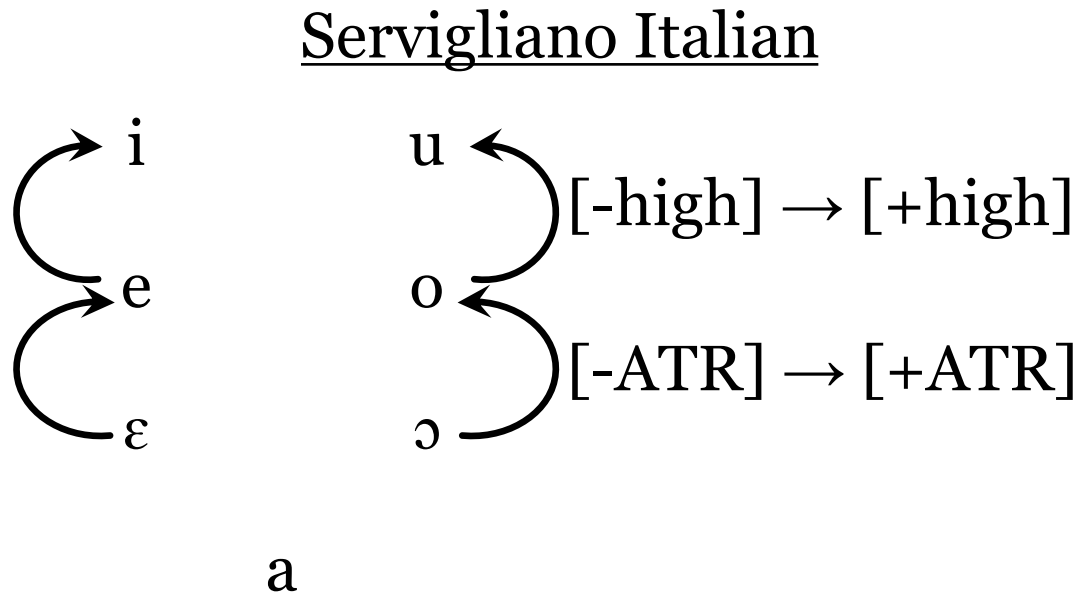 Servigliano Italian
i u
[-high] → [+high]
e o
[-ATR] → [+ATR]
ɛ ɔ
a